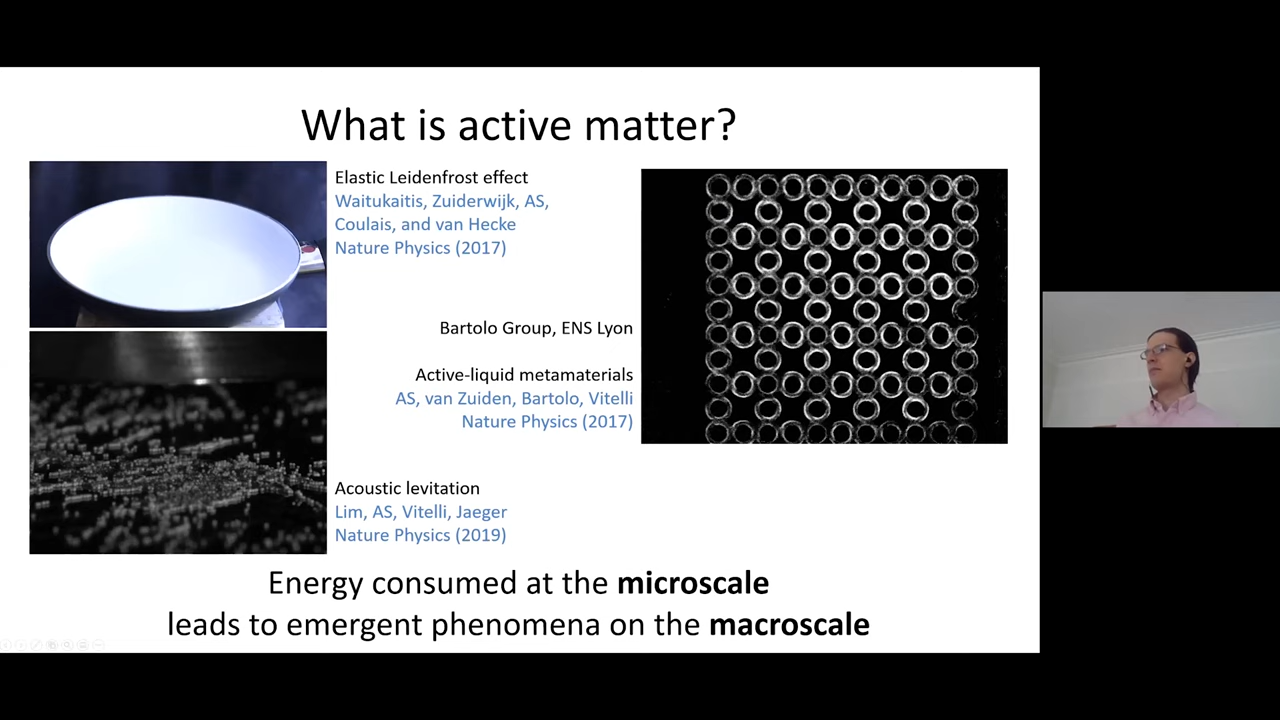 What is active matter?
Elastic Leidenfrost effect
Waitukaitis, Zuiderwijk, AS,
Coulais, and van Hecke
Nature Physics (2017)
Bartolo Group, ENS Lyon
Active-liquid metamaterials
AS, van Zuiden, Bartolo, Vitelli
Nature Physics (2017)
Acoustic levitation
Lim, AS, Vitelli, Jaeger
Nature Physics (2019)
Energy consumed at the microscale
leads to emergent phenomena on the macroscale